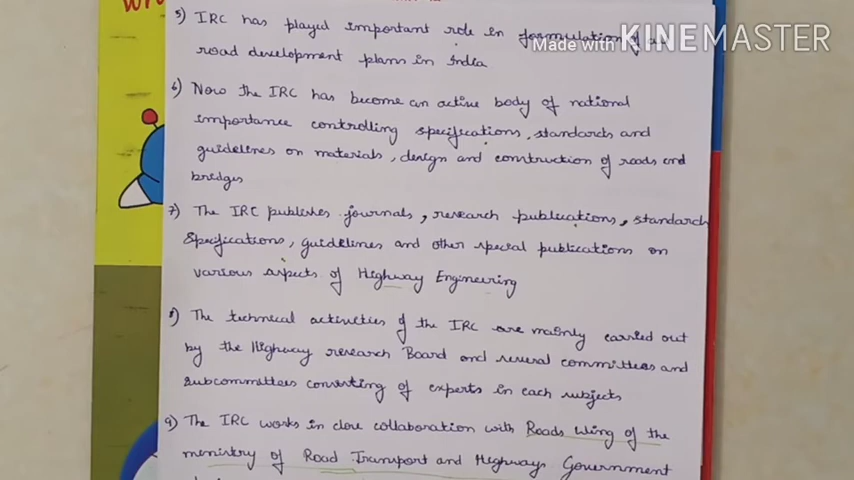 5) IRC has played important role in formulation of
road development plans in India
Made with KINEMASTER
6) Now the IRC has become an active body of national
importance controlling specifications, standards and
guidelines on materials, design and construction of roads and
bridges
7) The IRC publishes journals, research publications, standard
specifications, guidelines and other special publications on
various aspects of Highway Engineering
8) The technical activities of the IRC are mainly carried out
by the Highway research Board and several committees and
subcommittees consisting of experts in each subjects
9) The IRC works in close collaboration with Roads Wing of the
ministry of Road Transport and Highways Government